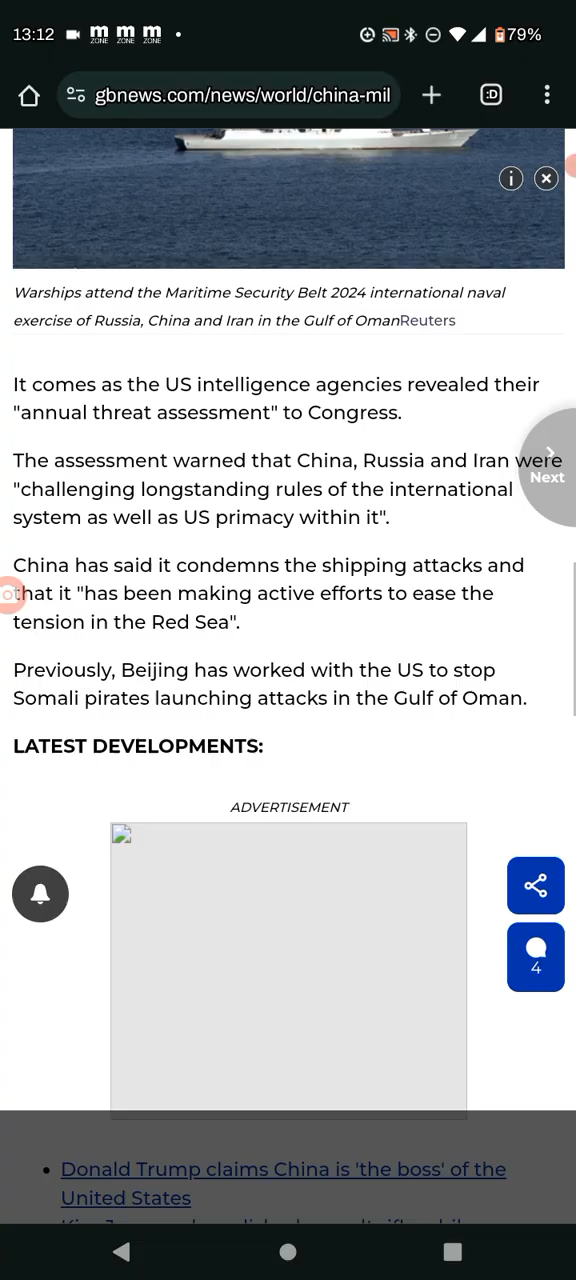 13:12 m ZONE m ZONE m ZONE 79%
gbnews.com/news/world/china-mil :D
Warships attend the Maritime Security Belt 2024 international naval
exercise of Russia, China and Iran in the Gulf of OmanReuters
It comes as the US intelligence agencies revealed their
"annual threat assessment" to Congress.
The assessment warned that China, Russia and Iran were
"challenging longstanding rules of the international
system as well as US primacy within it".
Next
China has said it condemns the shipping attacks and
that it "has been making active efforts to ease the
tension in the Red Sea".
Previously, Beijing has worked with the US to stop
Somali pirates launching attacks in the Gulf of Oman.
LATEST DEVELOPMENTS:
ADVERTISEMENT
4
Donald Trump claims China is 'the boss' of the
United States